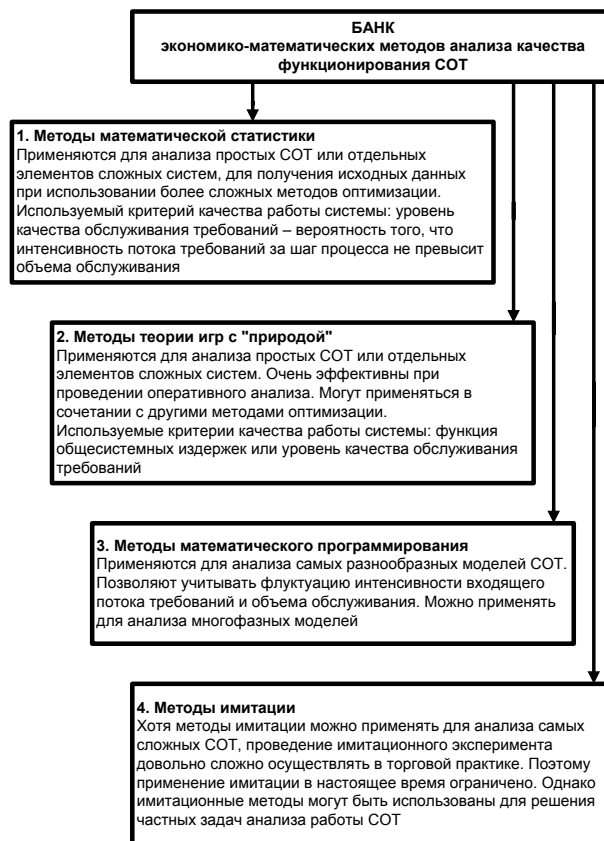 БАНК
экономико-математических методов анализа качества
функционирования СОТ
1. Методы математической статистики
Применяются для анализа простых СОТ или отдельных
элементов сложных систем, для получения исходных данных
при использовании более сложных методов оптимизации.
Используемый критерий качества работы системы: уровень
качества обслуживания требований – вероятность того, что
интенсивность потока требований за шаг процесса не превысит
объема обслуживания
2. Методы теории игр с "природой"
Применяются для анализа простых СОТ или отдельных
элементов сложных систем. Очень эффективны при
проведении оперативного анализа. Могут применяться в
сочетании с другими методами оптимизации.
Используемые критерии качества работы системы: функция
общесистемных издержек или уровень качества обслуживания
требований
3. Методы математического программирования
Применяются для анализа самых разнообразных моделей СОТ.
Позволяют учитывать флуктуацию интенсивности входящего
потока требований и объема обслуживания. Можно применять
для анализа многофазных моделей
4. Методы имитации
Хотя методы имитации можно применять для анализа самых
сложных СОТ, проведение имитационного эксперимента
довольно сложно осуществлять в торговой практике. Поэтому
применение имитации в настоящее время ограничено. Однако
имитационные методы могут быть использованы для решения
частных задач анализа работы СОТ